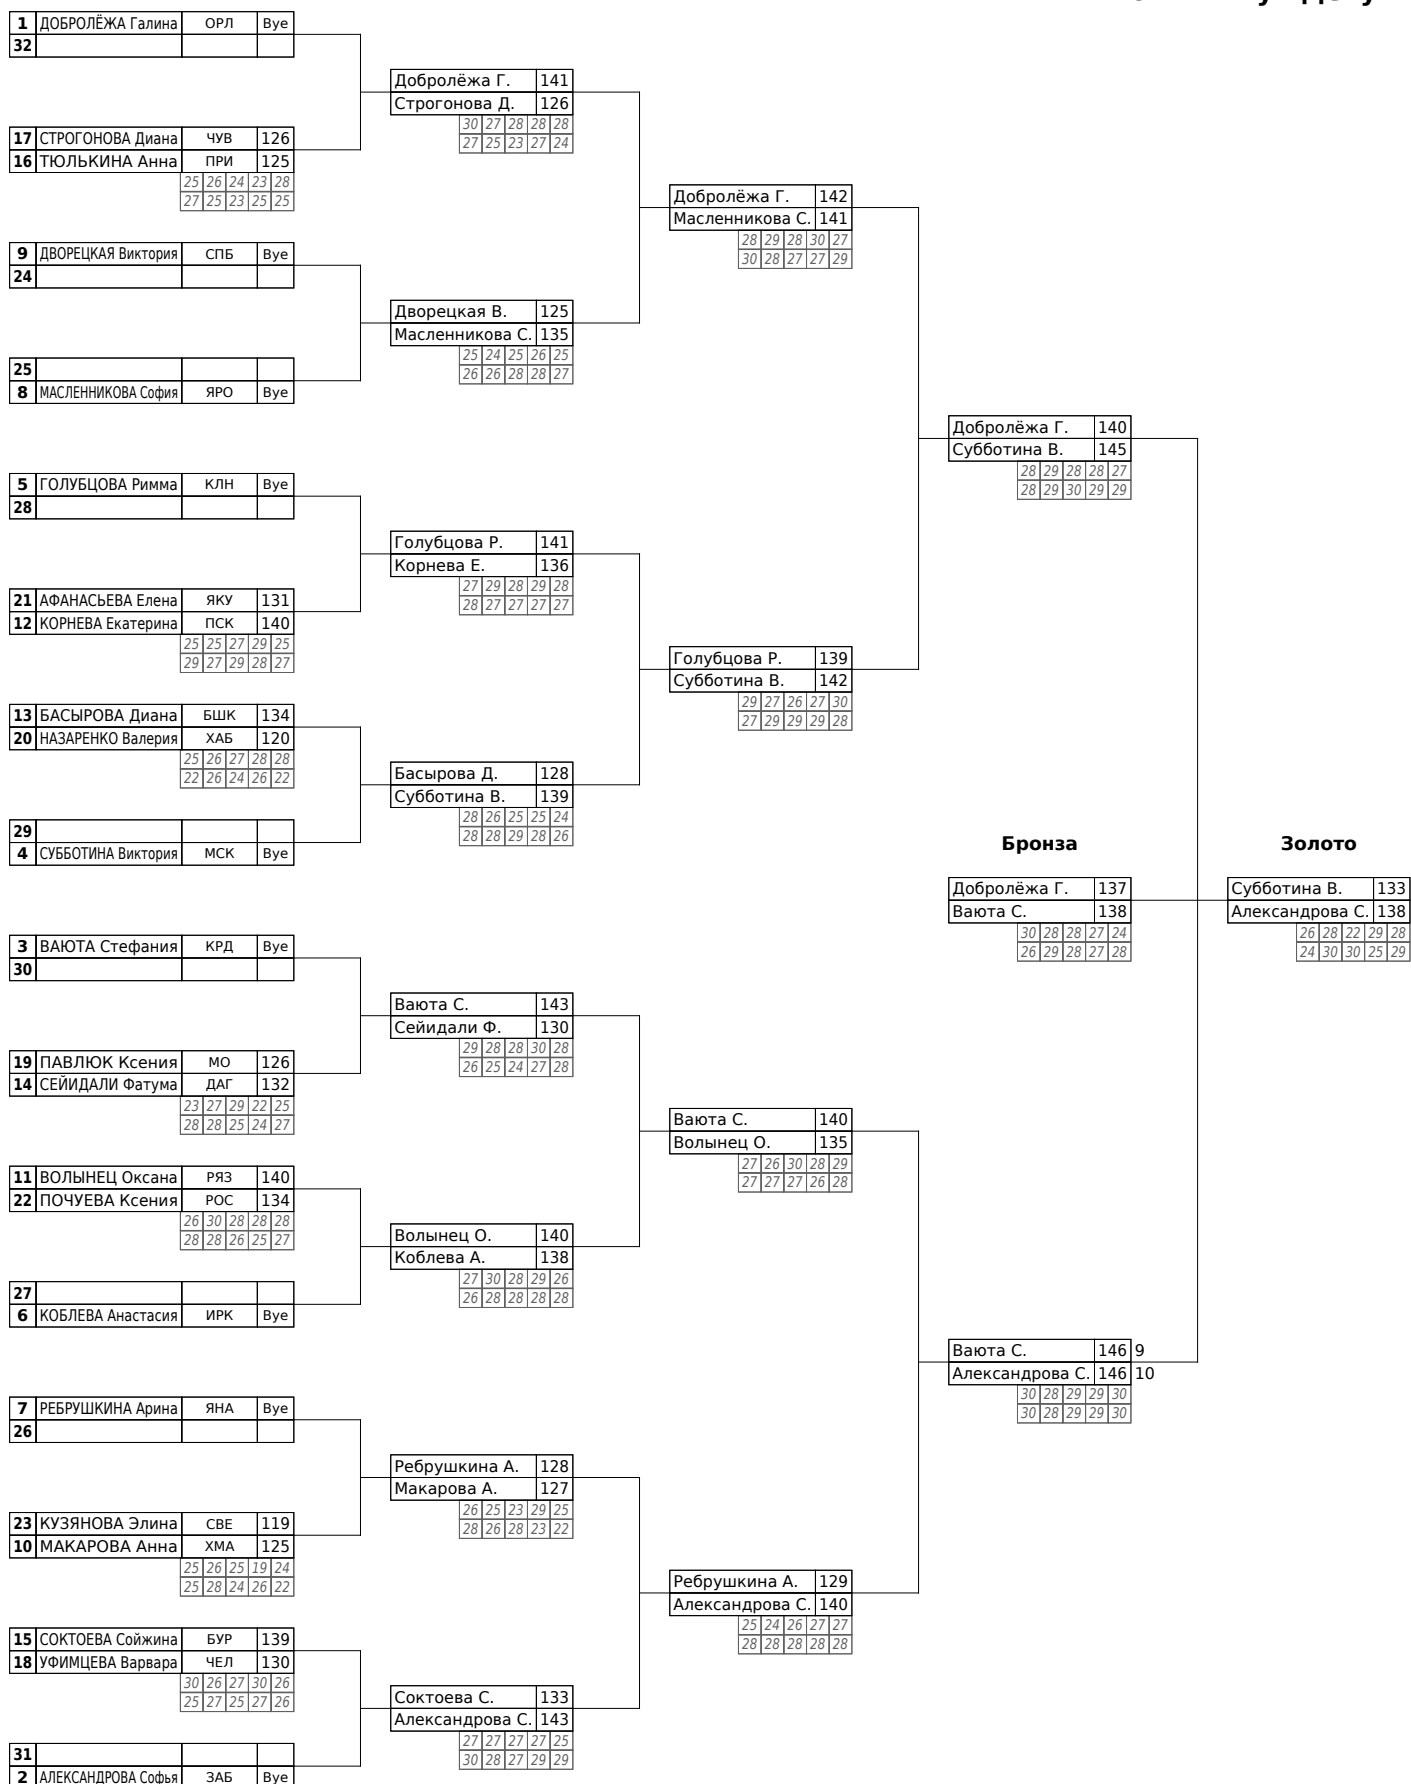 1 ДОБРОЛЁЖА Галина ОРЛ Bye
32
Добролёжа Г. 141
Строгонова Д. 126
30 27 28 28 28
27 25 23 27 24
17 СТРОГОНОВА Диана ЧУВ 126
16 ТЮЛЬКИНА Анна ПРИ 125
25 26 24 23 28
27 25 23 25 25
Добролёжа Г. 142
Масленникова С. 141
28 29 28 30 27
30 28 27 27 29
9 ДВОРЕЦКАЯ Виктория СПБ Bye
24
Дворецкая В. 125
Масленникова С. 135
25 24 25 26 25
26 26 28 28 27
25
8 МАСЛЕННИКОВА София ЯРО Bye
Добролёжа Г. 140
Субботина В. 145
28 29 28 28 27
28 29 30 29 29
5 ГОЛУБЦОВА Римма КЛН Bye
28
Голубцова Р. 141
Корнева Е. 136
27 29 28 29 28
28 27 27 27 27
21 АФАНАСЬЕВА Елена ЯКУ 131
12 КОРНЕВА Екатерина ПСК 140
25 25 27 29 25
29 27 29 28 27
Голубцова Р. 139
Субботина В. 142
29 27 26 27 30
27 29 29 29 28
13 БАСЫРОВА Диана БШК 134
20 НАЗАРЕНКО Валерия ХАБ 120
25 26 27 28 28
22 26 24 26 22
Басырова Д. 128
Субботина В. 139
28 26 25 25 24
28 28 29 28 26
29
4 СУББОТИНА Виктория МСК Bye
Бронза
Золото
Добролёжа Г. 137
Ваюта С. 138
30 28 28 27 24
26 29 28 27 28
Субботина В. 133
Александрова С. 138
26 28 22 29 28
24 30 30 25 29
3 ВАЮТА Стефания КРД Bye
30
Ваюта С. 143
Сейидали Ф. 130
29 28 28 30 28
26 25 24 27 28
19 ПАВЛЮК Ксения МО 126
14 СЕЙИДАЛИ Фатума ДАГ 132
23 27 29 22 25
28 28 25 24 27
Ваюта С. 140
Волынец О. 135
27 26 30 28 29
27 27 27 26 28
11 ВОЛЫНЕЦ Оксана РЯЗ 140
22 ПОЧУЕВА Ксения РОС 134
26 30 28 28 28
28 28 26 25 27
Волынец О. 140
Коблева А. 138
27 30 28 29 26
26 28 28 28 28
27
6 КОБЛЕВА Анастасия ИРК Bye
Ваюта С. 146 9
Александрова С. 146 10
30 28 29 29 30
30 28 29 29 30
7 РЕБРУШКИНА Арина ЯНА Bye
26
Ребрушкина А. 128
Макарова А. 127
26 25 23 29 25
28 26 28 23 22
23 КУЗЯНОВА Элина СВЕ 119
10 МАКАРОВА Анна ХМА 125
25 26 25 19 24
25 28 24 26 22
Ребрушкина А. 129
Александрова С. 140
25 24 26 27 27
28 28 28 28 28
15 СОКТОЕВА Сойжина БУР 139
18 УФИМЦЕВА Варвара ЧЕЛ 130
30 26 27 30 26
25 27 25 27 26
Соктоева С. 133
Александрова С. 143
27 27 27 27 25
30 28 27 29 29
31
2 АЛЕКСАНДРОВА Софья ЗАБ Bye